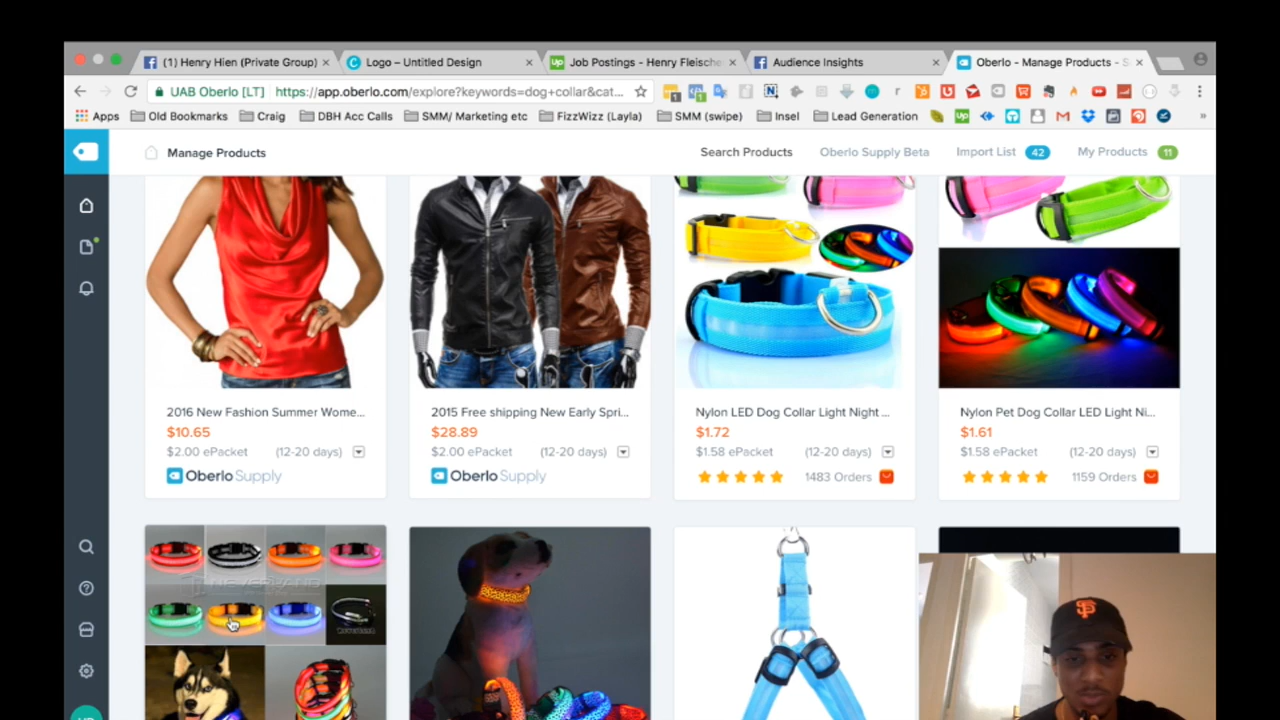 (1) Henry Hien (Private Group)
Logo – Untitled Design
Job Postings - Henry Fleische
Audience Insights
Oberlo - Manage Products - S
UAB Oberlo [LT]
https://app.oberlo.com/explore?keywords=dog+collar&cat...
Apps
Old Bookmarks
Craig
DBH Acc Calls
SMM/ Marketing etc
FizzWizz (Layla)
SMM (swipe)
Insel
Lead Generation
Manage Products
Search Products
Oberlo Supply Beta
Import List 42
My Products 11
2016 New Fashion Summer Wome...
$10.65
$2.00 ePacket (12-20 days)
Oberlo Supply
2015 Free shipping New Early Spri...
$28.89
$2.00 ePacket (12-20 days)
Oberlo Supply
Nylon LED Dog Collar Light Night ...
$1.72
$1.58 ePacket (12-20 days)
1483 Orders
Nylon Pet Dog Collar LED Light Ni...
$1.61
$1.58 ePacket (12-20 days)
1159 Orders
SF